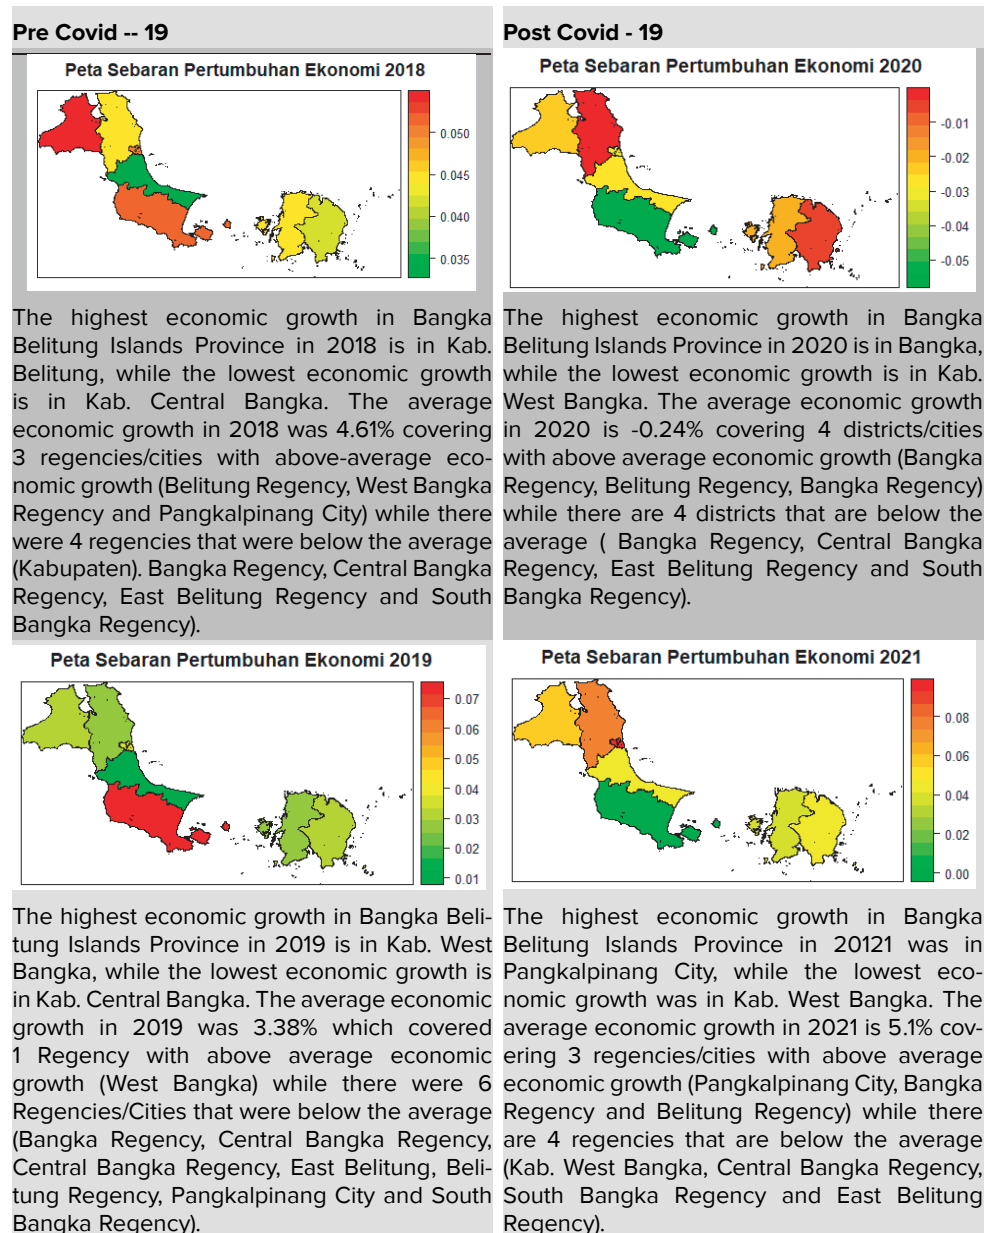 Pre Covid -- 19
Peta Sebaran Pertumbuhan Ekonomi 2018
0.050
0.045
0.040
0.035
The highest economic growth in Bangka
Belitung Islands Province in 2018 is in Kab.
Belitung, while the lowest economic growth
is in Kab. Central Bangka. The average
economic growth in 2018 was 4.61% covering
3 regencies/cities with above-average eco-
nomic growth (Belitung Regency, West Bangka
Regency and Pangkalpinang City) while there
were 4 regencies that were below the average
(Kabupaten). Bangka Regency, Central Bangka
Regency, East Belitung Regency and South
Bangka Regency).
Post Covid - 19
Peta Sebaran Pertumbuhan Ekonomi 2020
-0.01
-0.02
-0.03
-0.04
-0.05
The highest economic growth in Bangka
Belitung Islands Province in 2020 is in Bangka,
while the lowest economic growth is in Kab.
West Bangka. The average economic growth
in 2020 is -0.24% covering 4 districts/cities
with above average economic growth (Bangka
Regency, Belitung Regency, Bangka Regency)
while there are 4 districts that are below the
average ( Bangka Regency, Central Bangka
Regency, East Belitung Regency and South
Bangka Regency).
Peta Sebaran Pertumbuhan Ekonomi 2019
0.07
0.06
0.05
0.04
0.03
0.02
0.01
The highest economic growth in Bangka Beli-
tung Islands Province in 2019 is in Kab. West
Bangka, while the lowest economic growth is
in Kab. Central Bangka. The average economic
growth in 2019 was 3.38% which covered
1 Regency with above average economic
growth (West Bangka) while there were 6
Regencies/Cities that were below the average
(Bangka Regency, Central Bangka Regency,
Central Bangka Regency, East Belitung, Beli-
tung Regency, Pangkalpinang City and South
Bangka Regency).
Peta Sebaran Pertumbuhan Ekonomi 2021
0.08
0.06
0.04
0.02
0.00
The highest economic growth in Bangka
Belitung Islands Province in 20121 was in
Pangkalpinang City, while the lowest eco-
nomic growth was in Kab. West Bangka. The
average economic growth in 2021 is 5.1% cov-
ering 3 regencies/cities with above average
economic growth (Pangkalpinang City, Bangka
Regency and Belitung Regency) while there
are 4 regencies that are below the average
(Kab. West Bangka, Central Bangka Regency,
South Bangka Regency and East Belitung
Regency).